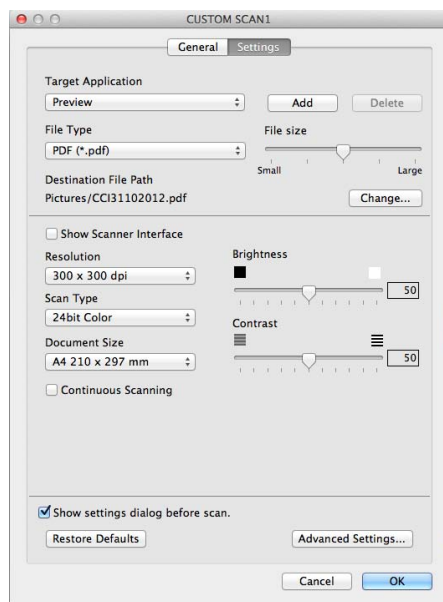 CUSTOM SCAN1
General Settings
Target Application
Preview Add Delete
File Type File size
PDF (*.pdf)
Small Large
Destination File Path
Pictures/CCI31102012.pdf Change...
Show Scanner Interface
Resolution Brightness
300 x 300 dpi
50
Scan Type
24bit Color
Contrast
Document Size
A4 210 x 297 mm 50
Continuous Scanning
Show settings dialog before scan.
Restore Defaults Advanced Settings...
Cancel OK